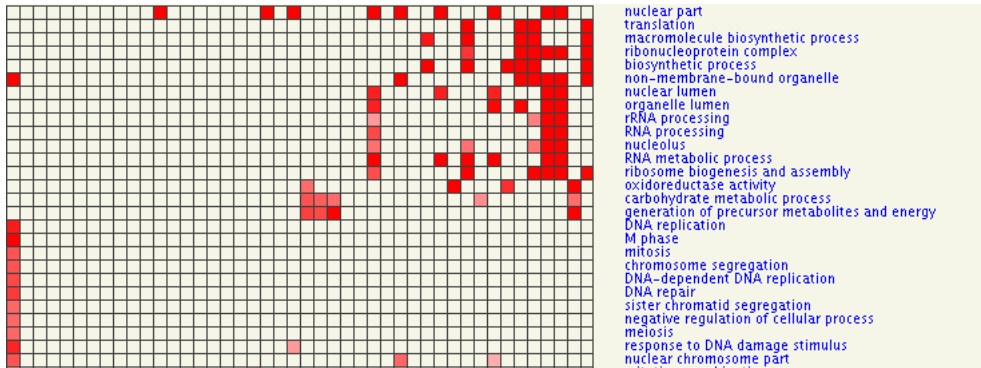 nuclear part
translation
macromolecule biosynthetic process
ribonucleoprotein complex
biosynthetic process
non-membrane-bound organelle
nuclear lumen
organelle lumen
rRNA processing
RNA processing
nucleolus
RNA metabolic process
ribosome biogenesis and assembly
oxidoreductase activity
carbohydrate metabolic process
generation of precursor metabolites and energy
DNA replication
M phase
mitosis
chromosome segregation
DNA-dependent DNA replication
DNA repair
sister chromatid segregation
negative regulation of cellular process
meiosis
response to DNA damage stimulus
nuclear chromosome part